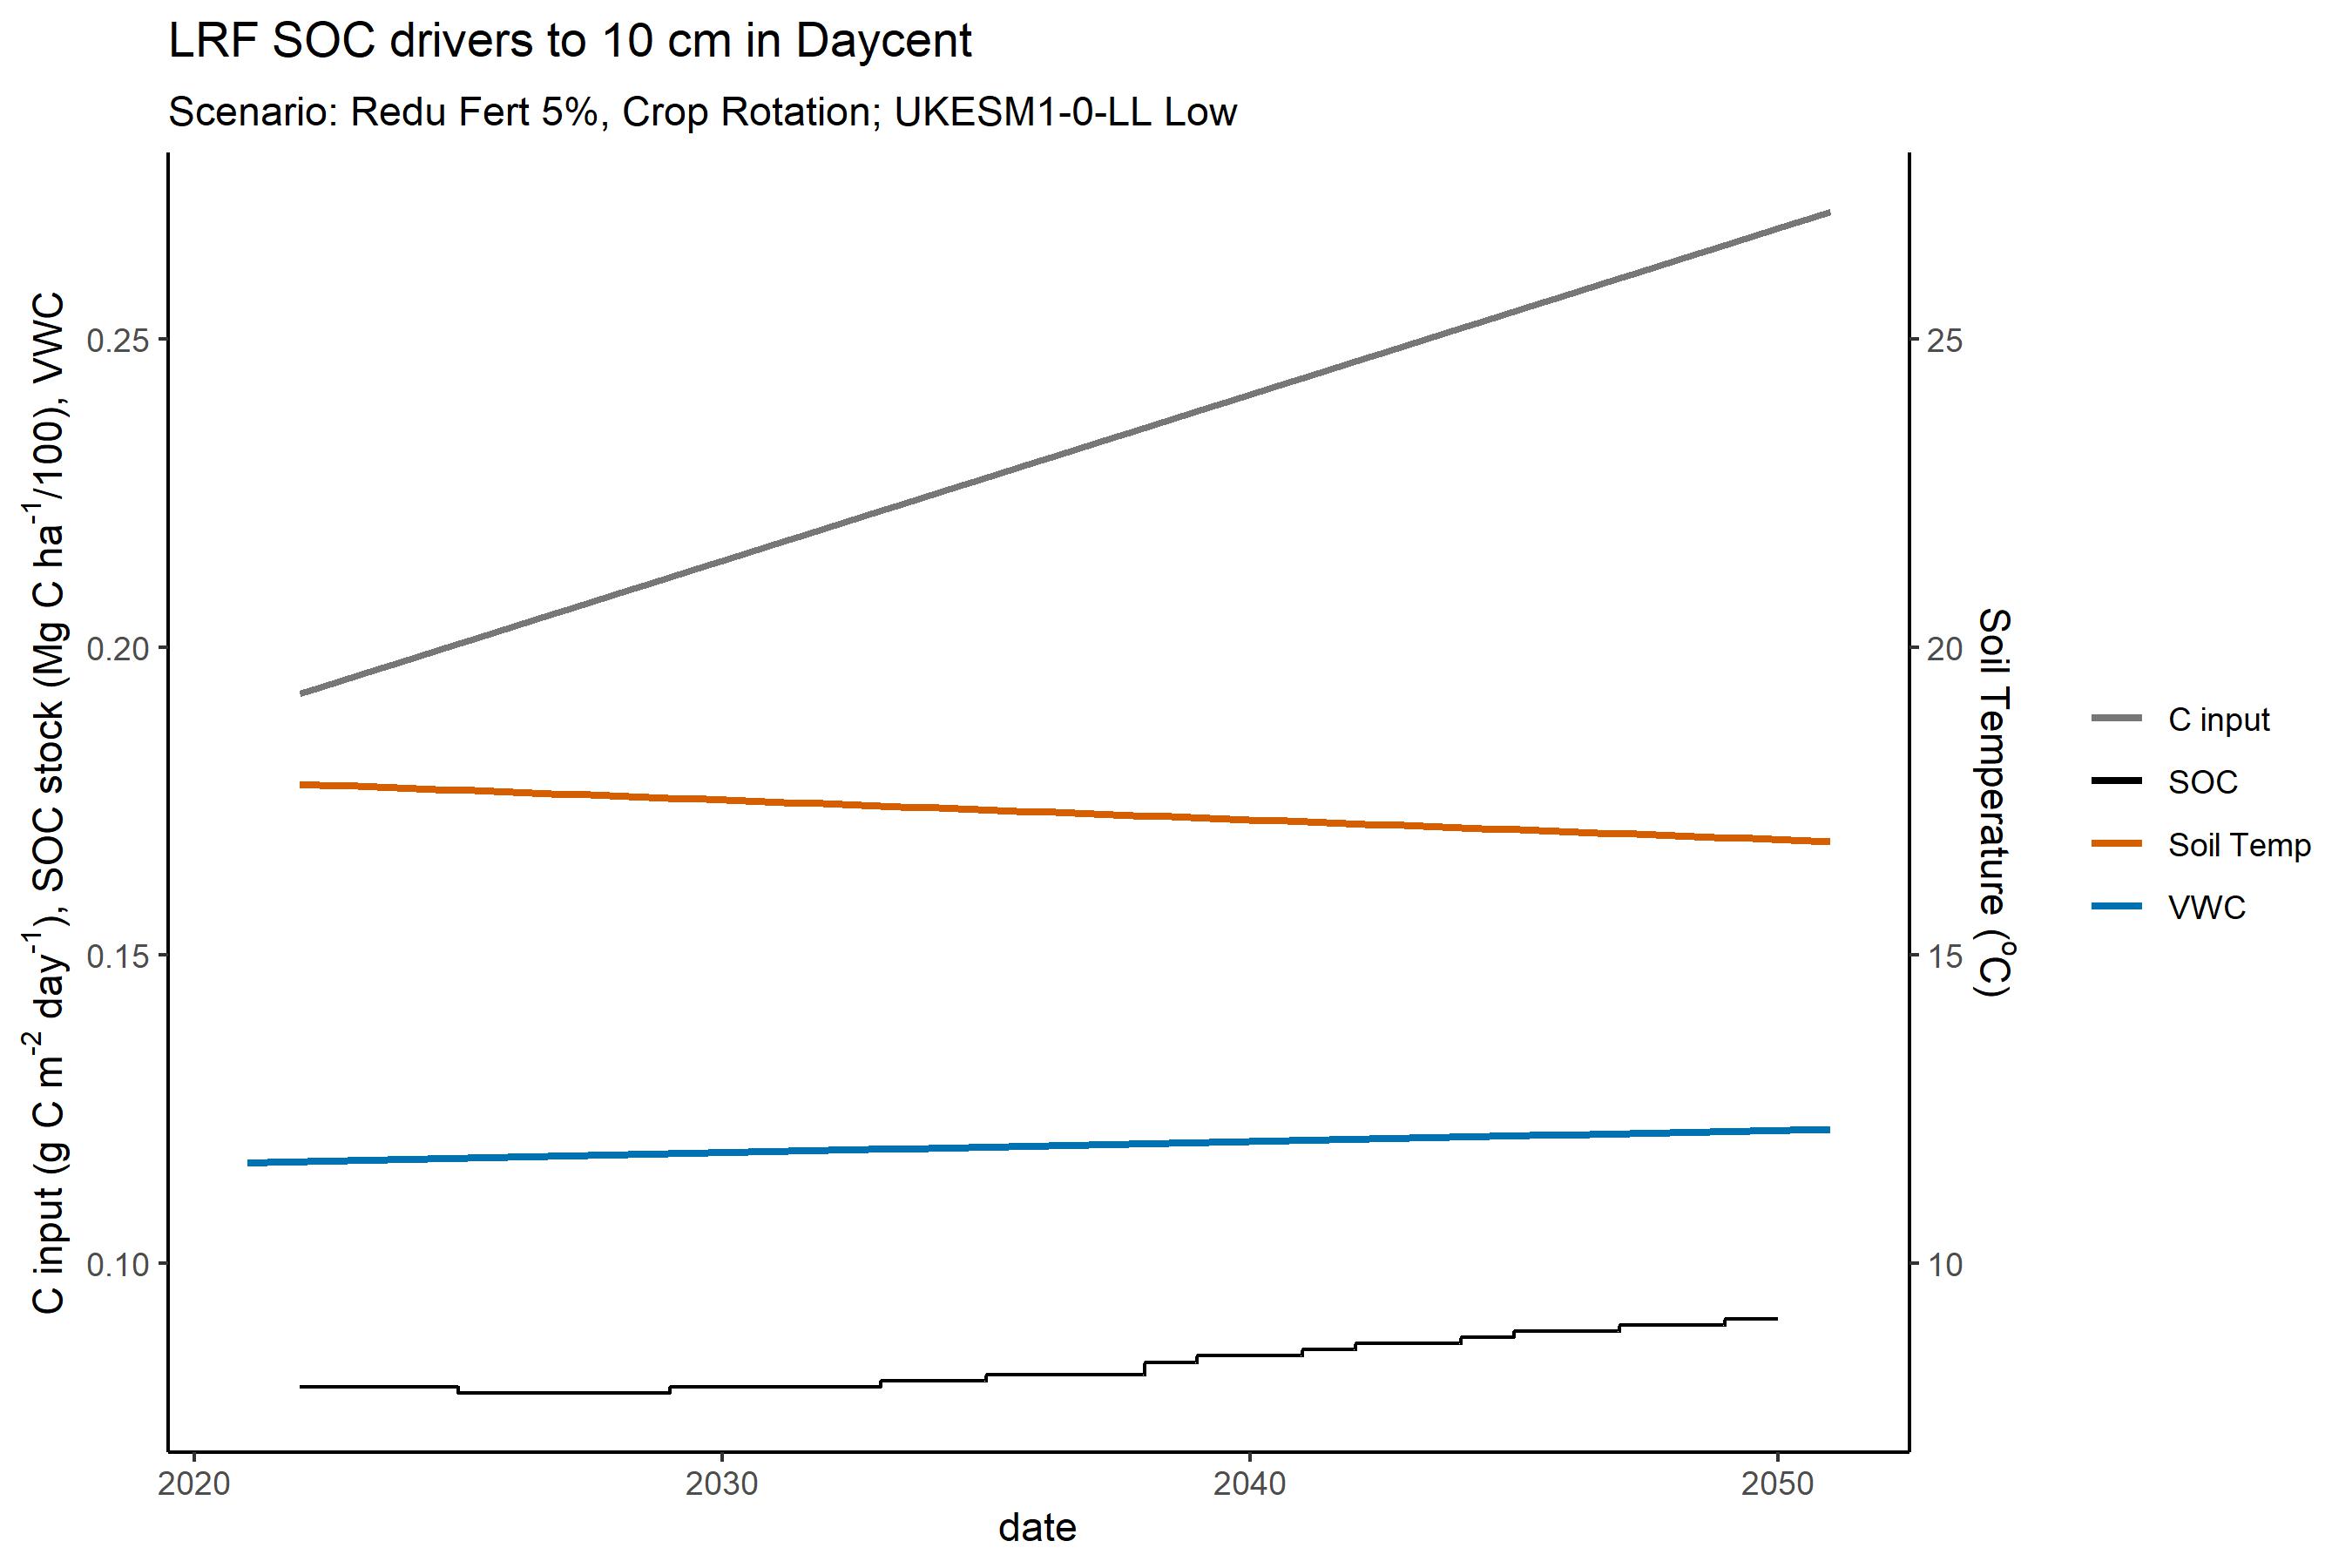 LRF SOC drivers to 10 cm in Daycent
Scenario: Redu Fert 5%, Crop Rotation; UKESM1-0-LL Low
C input (g C m⁻² day⁻¹), SOC stock (Mg C ha⁻¹/100), VWC
0.25
0.20
0.15
0.10
25
20
15
10
Soil Temperature (ºC)
C input
SOC
Soil Temp
VWC
2020
2030
2040
2050
date